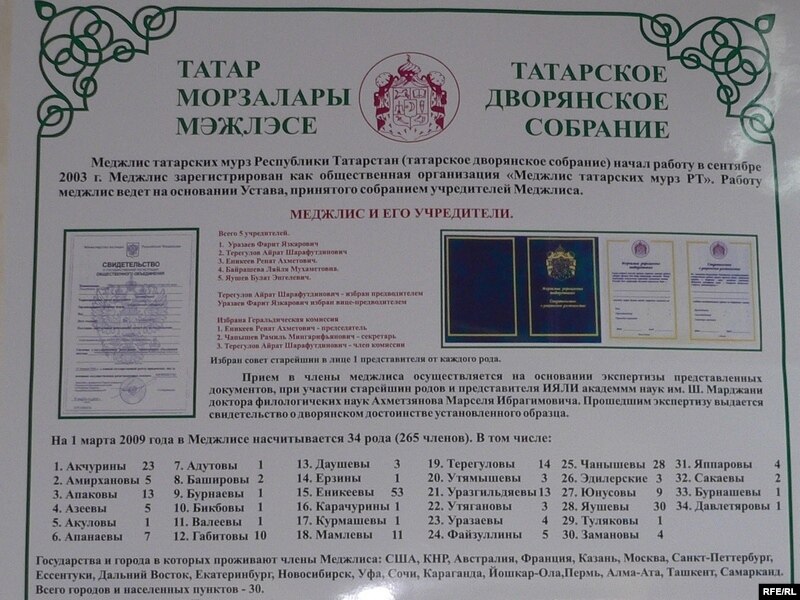 ТАТАР
МОРЗАЛАРЫ
МӘЖЛЭСЕ
ТАТАРСКОЕ
ДВОРЯНСКОЕ
СОБРАНИЕ
Меджлис татарских мурз Республики Татарстан (татарское дворянское собрание) начал работу в сентябре
2003 г. Меджлис зарегистрирован как общественная организация «Меджлис татарских мурз РТ». Работу
меджлис ведет на основании Устава, принятого собранием учредителей Меджлиса.
МЕДЖЛИС И ЕГО УЧРЕДИТЕЛИ.
СВИДЕТЕЛЬСТВО
Всего 5 учредителей.
1. Уразаев Фарит Язкарович
2. Терегулов Айрат Шарафутдинович
3. Еникеев Ренат Ахметович.
4. Байрашева Ляйля Мухаметовна.
5. Яушев Булат Энгелевич.
Терегулов Айрат Шарафутдинович - избран предводителем
Уразаев Фарит Язкарович избран вице-предводителем
Избрана Геральдическая комиссия
1. Еникеев Ренат Ахметович - председатель
2. Чанышев Рамиль Мингарифьянович - секретарь
3. Терегулов Айрат Шарафутдинович - член комиссии
Избран совет старейшин в лице 1 представителя от каждого рода.
Прием в члены меджлиса осуществляется на основании экспертизы представленных
документов, при участии старейшин родов и представителя ИЯЛИ академмм наук им. Ш. Марджани
доктора филологичеких наук Ахметзянова Марселя Ибрагимовича. Прошедшим экспертизу выдается
свидетельство о дворянском достоинстве установленного образца.
На 1 марта 2009 года в Меджлисе насчитывается 34 рода (265 членов). В том числе:
1. Акчурины 23
2. Амирхановы 5
3. Апаковы 13
4. Азеевы 5
5. Акуловы 1
6. Апанаевы 7
7. Адутовы 1
8. Башировы 2
9. Бурнаевы 1
10. Бикбовы 1
11. Валеевы 1
12. Габитовы 10
13. Даушевы 3
14. Ерзины 1
15. Еникеевы 53
16. Карачурины 1
17. Курмашевы 1
18. Мамлевы 11
19. Терегуловы 14
20. Утямышевы 3
21. Уразгильдяевы 13
22. Утягановы 3
23. Уразаевы 4
24. Файзуллины 5
25. Чанышевы 28
26. Эдилерские 3
27. Юнусовы 9
28. Яушевы 30
29. Туляковы 1
30. Замановы 4
31. Яппаровы 4
32. Сакаевы 2
33. Бурнашевы 1
34. Давлетяровы 1
Государства и города в которых проживают члены Меджлиса: США, КНР, Австралия, Франция, Казань, Москва, Санкт-Петтербург,
Ессентуки, Дальний Восток, Екатеринбург, Новосибирск, Уфа, Сочи, Караганда, Йошкар-Ола,Пермь, Алма-Ата, Ташкент, Самарканд.
Всего городов и населенных пунктов - 30.
RFE/RL